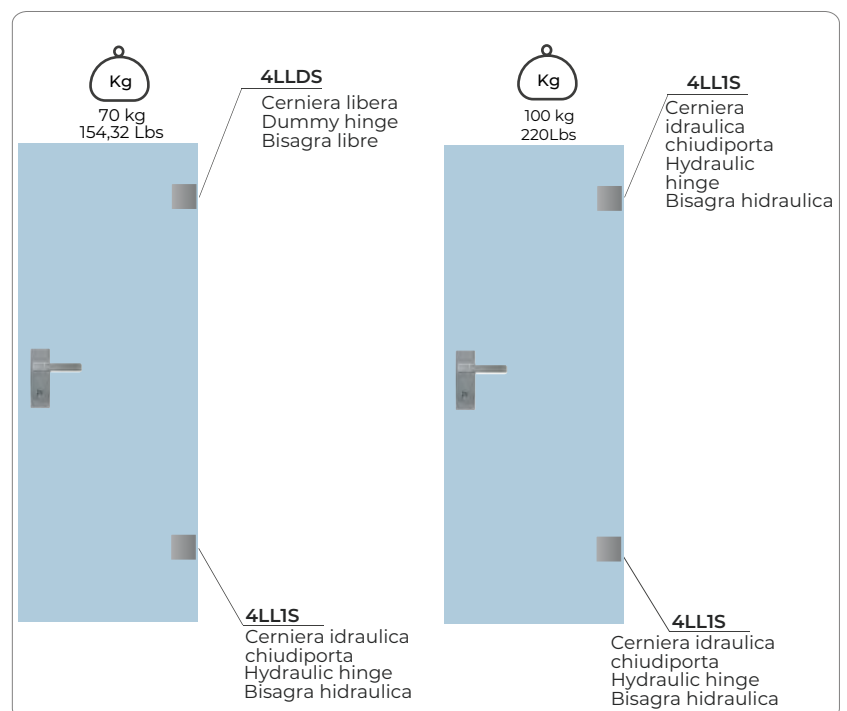 Kg
70 kg
154,32 Lbs
4LLDS
Cerniera libera
Dummy hinge
Bisagra libre
4LL1S
Cerniera idraulica
chiudiporta
Hydraulic hinge
Bisagra hidraulica
Kg
100 kg
220Lbs
4LL1S
Cerniera
idraulica
chiudiporta
Hydraulic
hinge
Bisagra hidraulica
4LL1S
Cerniera idraulica
chiudiporta
Hydraulic hinge
Bisagra hidraulica